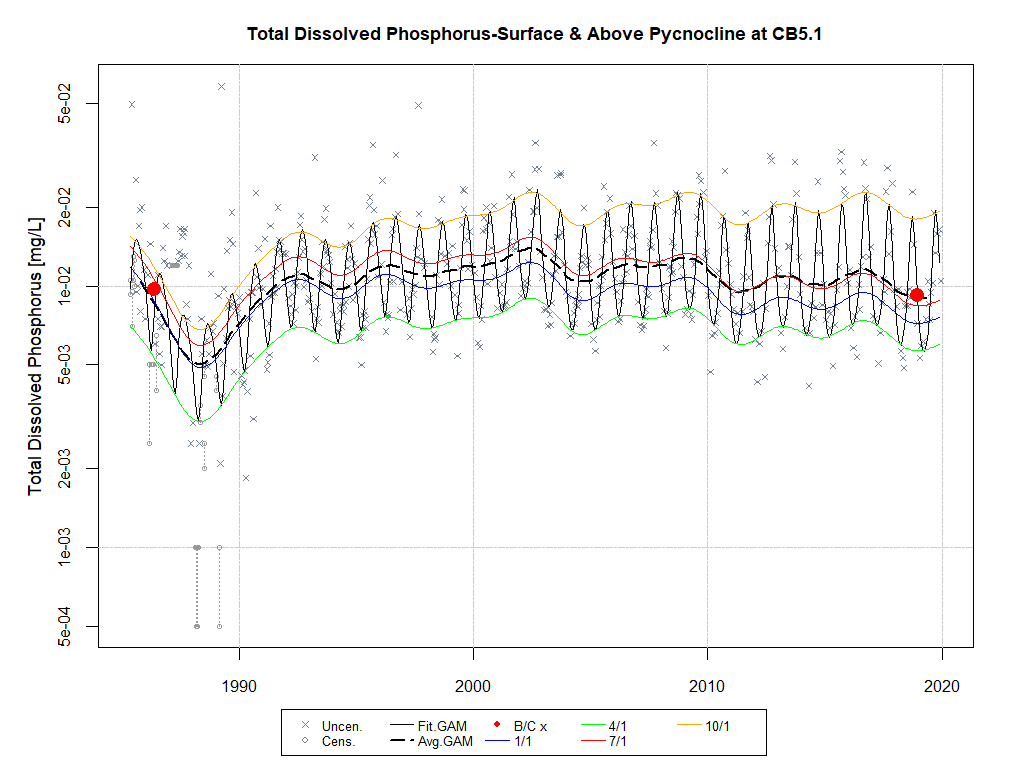 Total Dissolved Phosphorus-Surface & Above Pycnocline at CB5.1
Total Dissolved Phosphorus [mg/L]
5e-02
2e-02
1e-02
5e-03
2e-03
1e-03
5e-04
1990 2000 2010 2020
Uncen. Fit.GAM B/C x 4/1 10/1
Cens. Avg.GAM 1/1 7/1